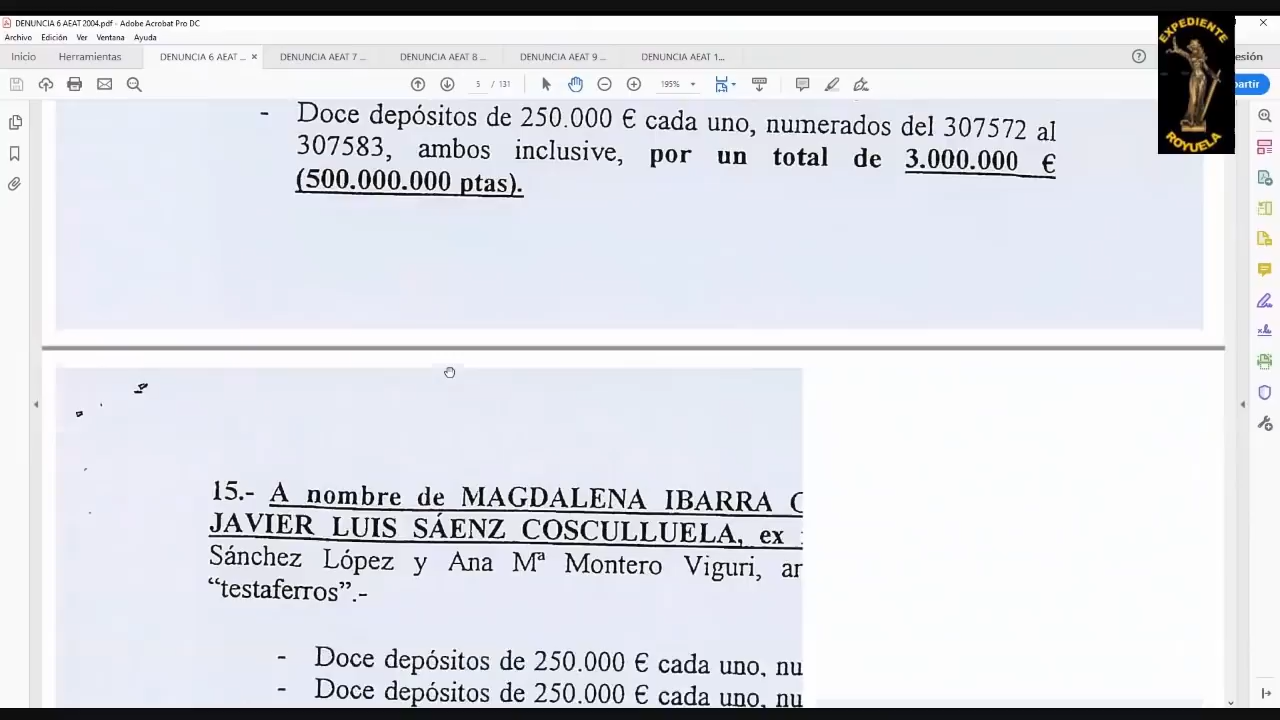 DENUNCIA 6 AEAT 2004.pdf - Adobe Acrobat Pro DC
Archivo Edición Ver Ventana Ayuda
Inicio Herramientas DENUNCIA 6 AEAT ... × DENUNCIA AEAT 7 ... DENUNCIA AEAT 8 ... DENUNCIA AEAT 9 ... DENUNCIA AEAT 1... esión
5 / 131 195% partir
EXPEDIENTE
ROYUELA
- Doce depósitos de 250.000 € cada uno, numerados del 307572 al
307583, ambos inclusive, por un total de 3.000.000 €
(500.000.000 ptas).
15.- A nombre de MAGDALENA IBARRA
JAVIER LUIS SÁENZ COSCULLUELA, ex
Sánchez López y Ana Mª Montero Viguri, 
“testaferros”.-
- Doce depósitos de 250.000 € cada uno, nu
- Doce depósitos de 250.000 € cada uno, nu